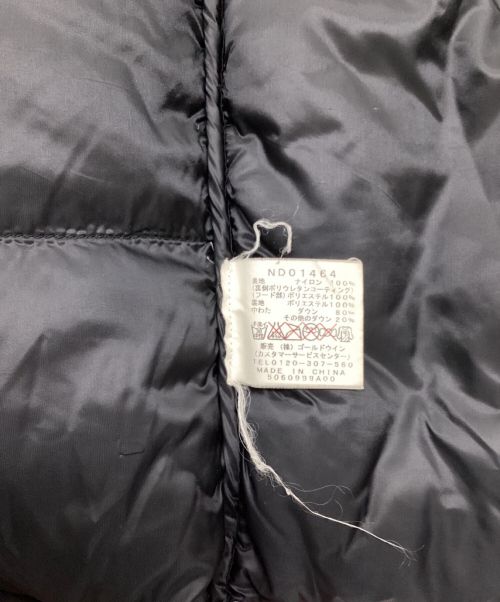 ND01464
表地 ナイロン 100%
(裏側ポリウレタンコーティング)
(フード部) ポリエステル100%
裏地 ポリエステル100%
中わた ダウン 80%
その他のダウン 20%
販売 (株) ゴールドウイン
(カスタマーサービスセンター)
TEL0120-307-560
MADE IN CHINA
5060999A00